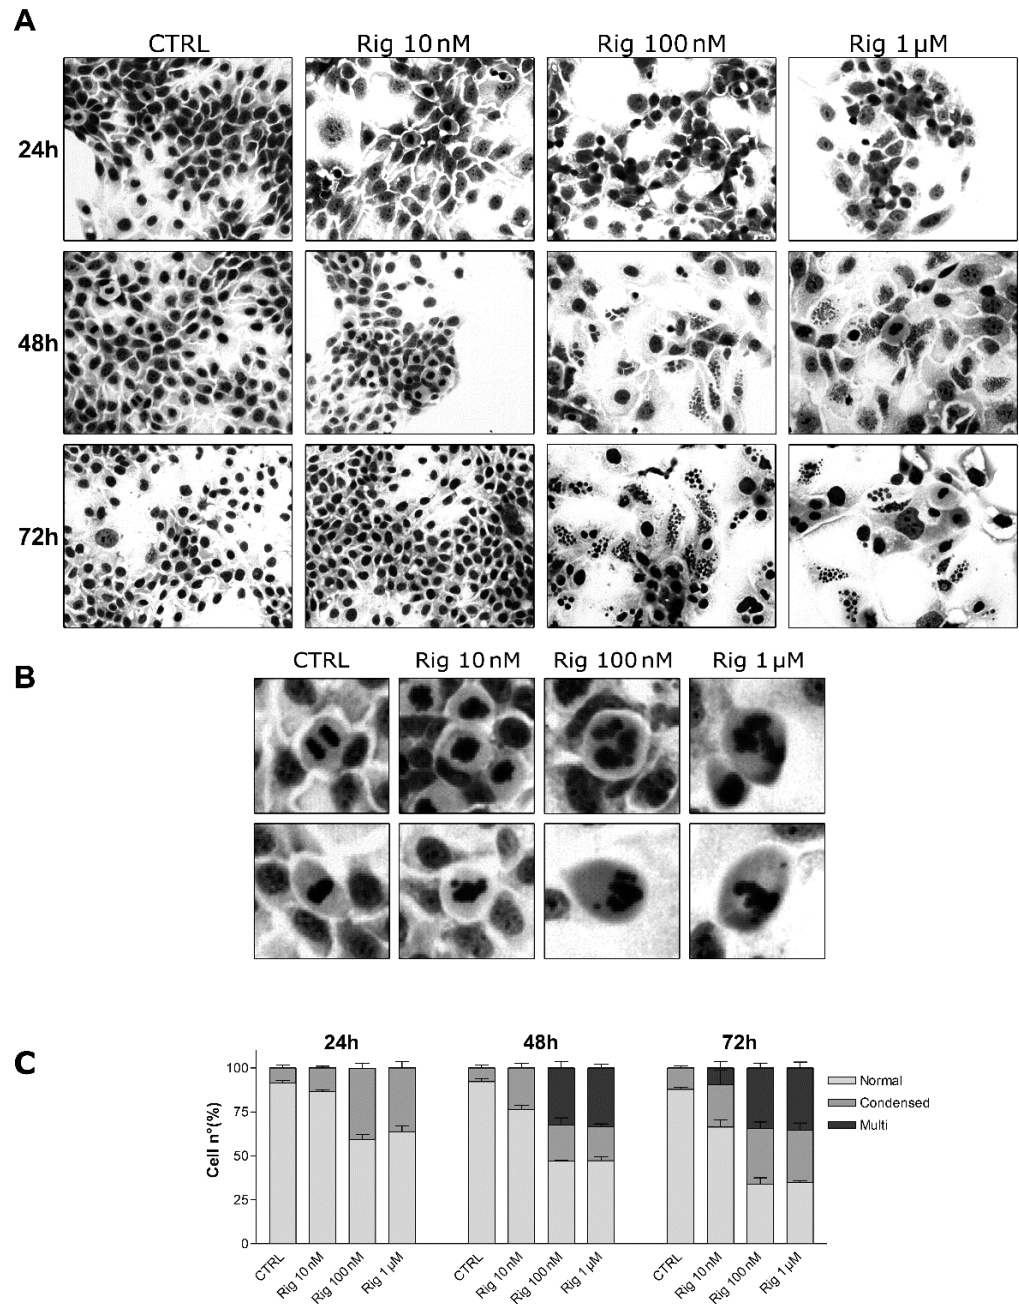 A
CTRL Rig 10 nM Rig 100 nM Rig 1 µM
24h
48h
72h
B
CTRL Rig 10 nM Rig 100 nM Rig 1 µM
C
24h 48h 72h
Cell n°(%)
100
75
50
25
0
Normal
Condensed
Multi
CTRL Rig 10 nM Rig 100 nM Rig 1 µM CTRL Rig 10 nM Rig 100 nM Rig 1 µM CTRL Rig 10 nM Rig 100 nM Rig 1 µM